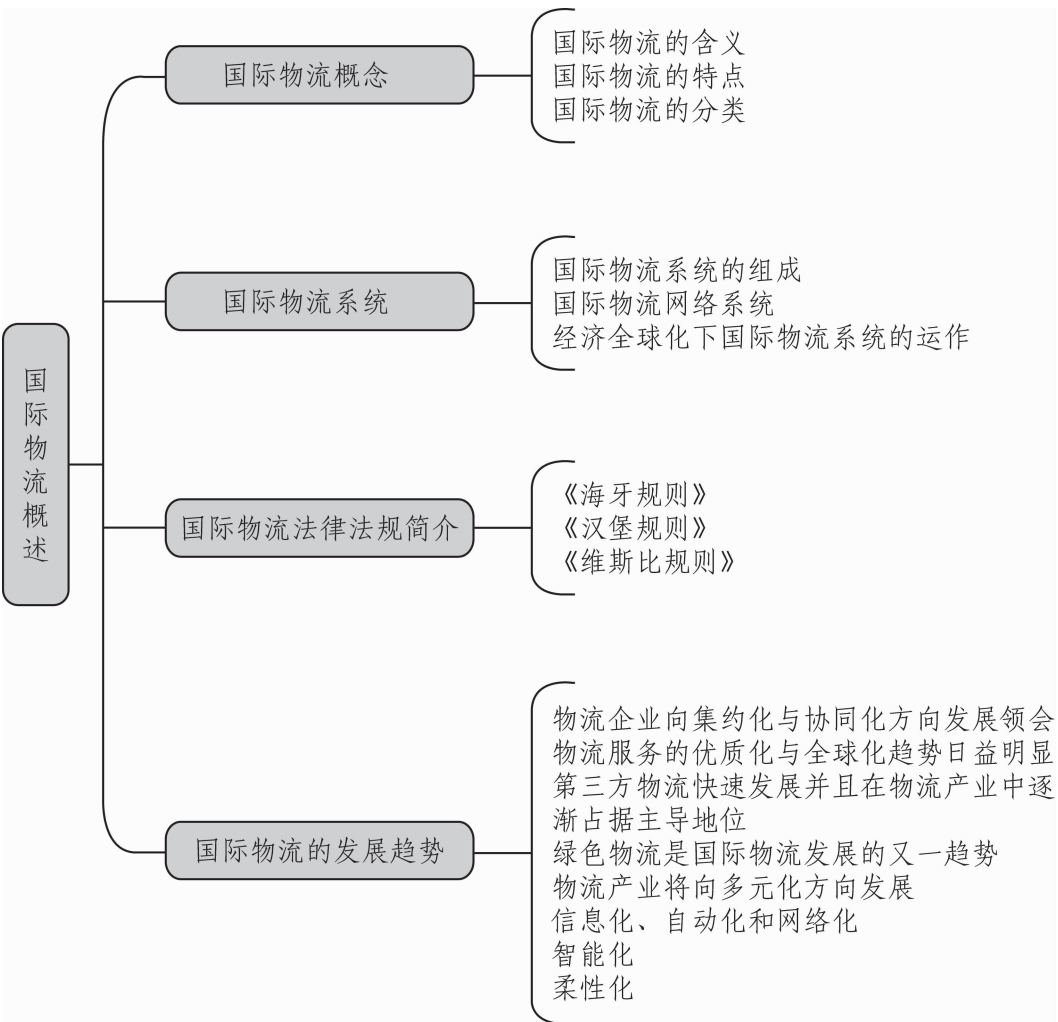 国际物流概述
国际物流概念
国际物流的含义
国际物流的特点
国际物流的分类
国际物流系统
国际物流系统的组成
国际物流网络系统
经济全球化下国际物流系统的运作
国际物流法律法规简介
《海牙规则》
《汉堡规则》
《维斯比规则》
国际物流的发展趋势
物流企业向集约化与协同化方向发展领会
物流服务的优质化与全球化趋势日益明显
第三方物流快速发展并且在物流产业中逐
渐占据主导地位
绿色物流是国际物流发展的又一趋势
物流产业将向多元化方向发展
信息化、自动化和网络化
智能化
柔性化